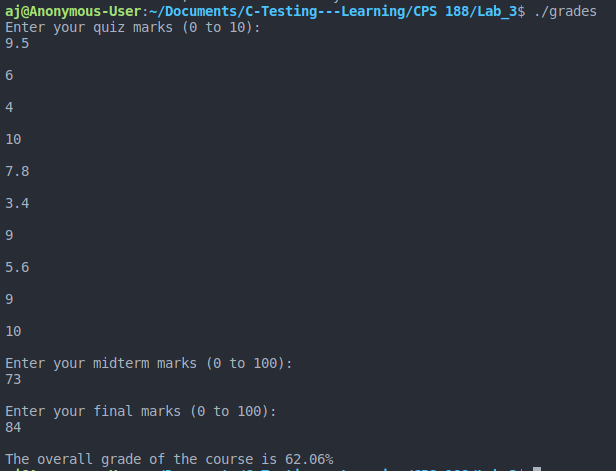 aj@Anonymous-User:~/Documents/C-Testing---Learning/CPS 188/Lab_3$ ./grades
Enter your quiz marks (0 to 10):
9.5
6
4
10
7.8
3.4
9
5.6
9
10
Enter your midterm marks (0 to 100):
73
Enter your final marks (0 to 100):
84
The overall grade of the course is 62.06%